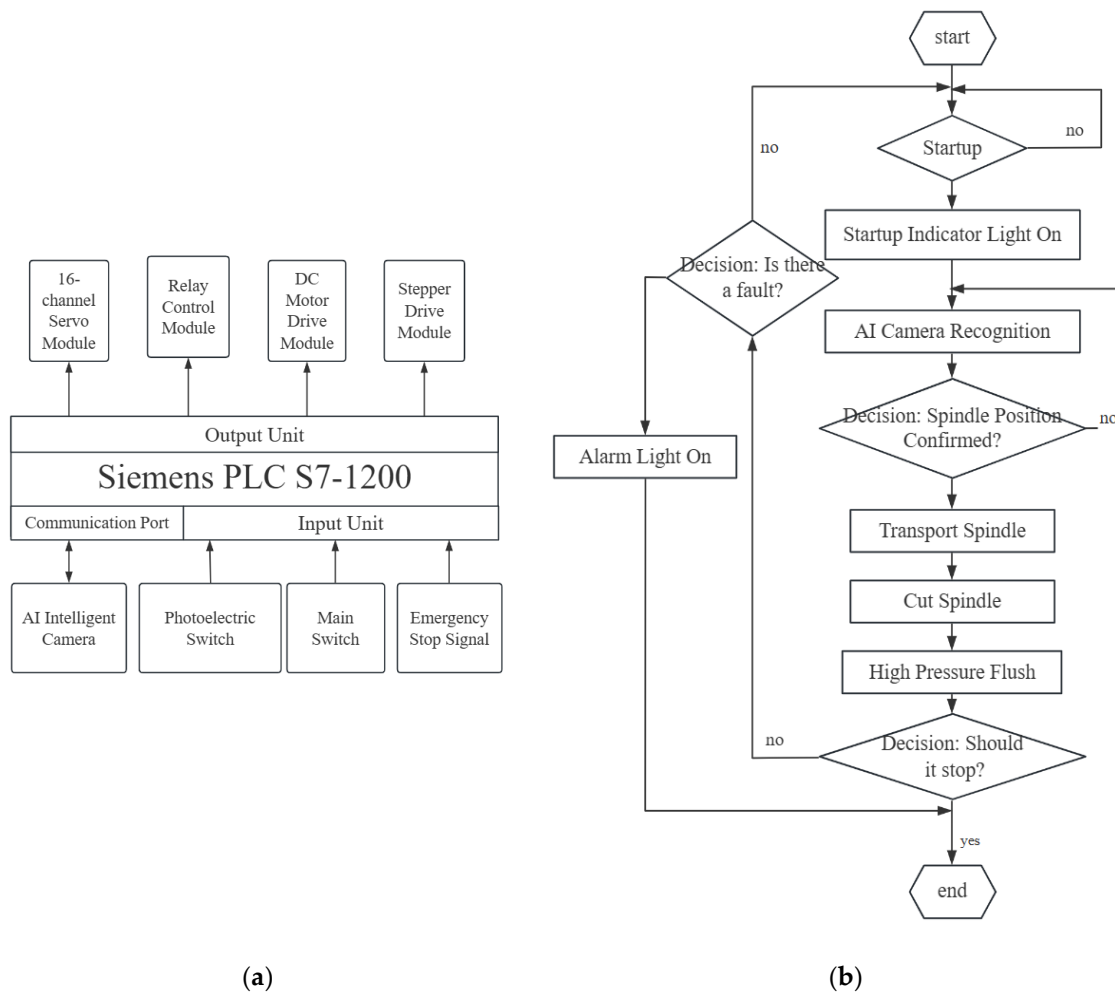 16-
channel
Servo
Module
Relay
Control
Module
DC
Motor
Drive
Module
Stepper
Drive
Module
Output Unit
Siemens PLC S7-1200
Communication Port
Input Unit
AI Intelligent
Camera
Photoelectric
Switch
Main
Switch
Emergency
Stop Signal
(a)
start
Startup
no
no
Startup Indicator Light On
Decision: Is there
a fault?
AI Camera Recognition
Decision: Spindle Position
Confirmed?
no
Alarm Light On
Transport Spindle
Cut Spindle
High Pressure Flush
Decision: Should
it stop?
no
yes
end
(b)